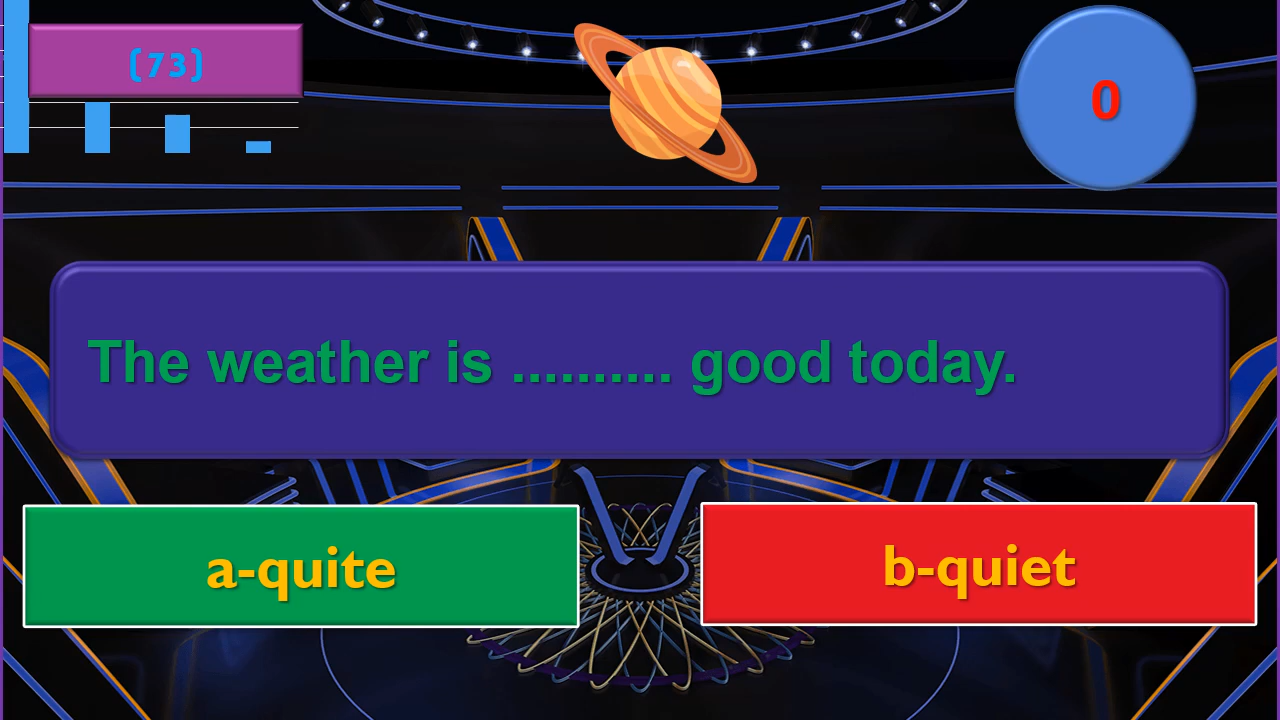 (73)
0
The weather is .......... good today.
a-quite
b-quiet